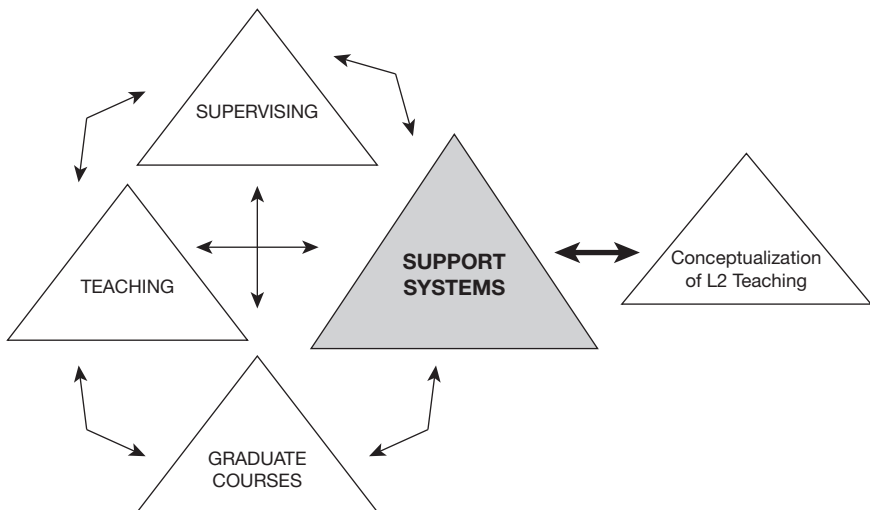 SUPERVISING
TEACHING
SUPPORT
SYSTEMS
Conceptualization
of L2 Teaching
GRADUATE
COURSES